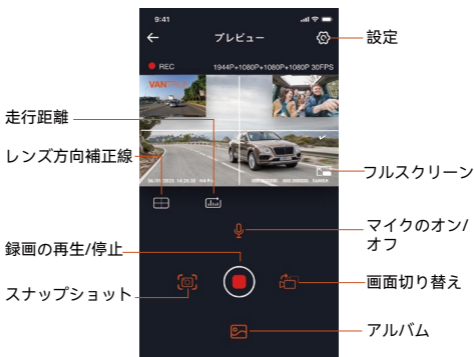 9:41
プレビュー
設定
REC
1944P+1080P+1080P+1080P 30FPS
走行距離
レンズ方向補正線
フルスクリーン
マイクのオン/
オフ
録画の再生/停止
画面切り替え
スナップショット
アルバム